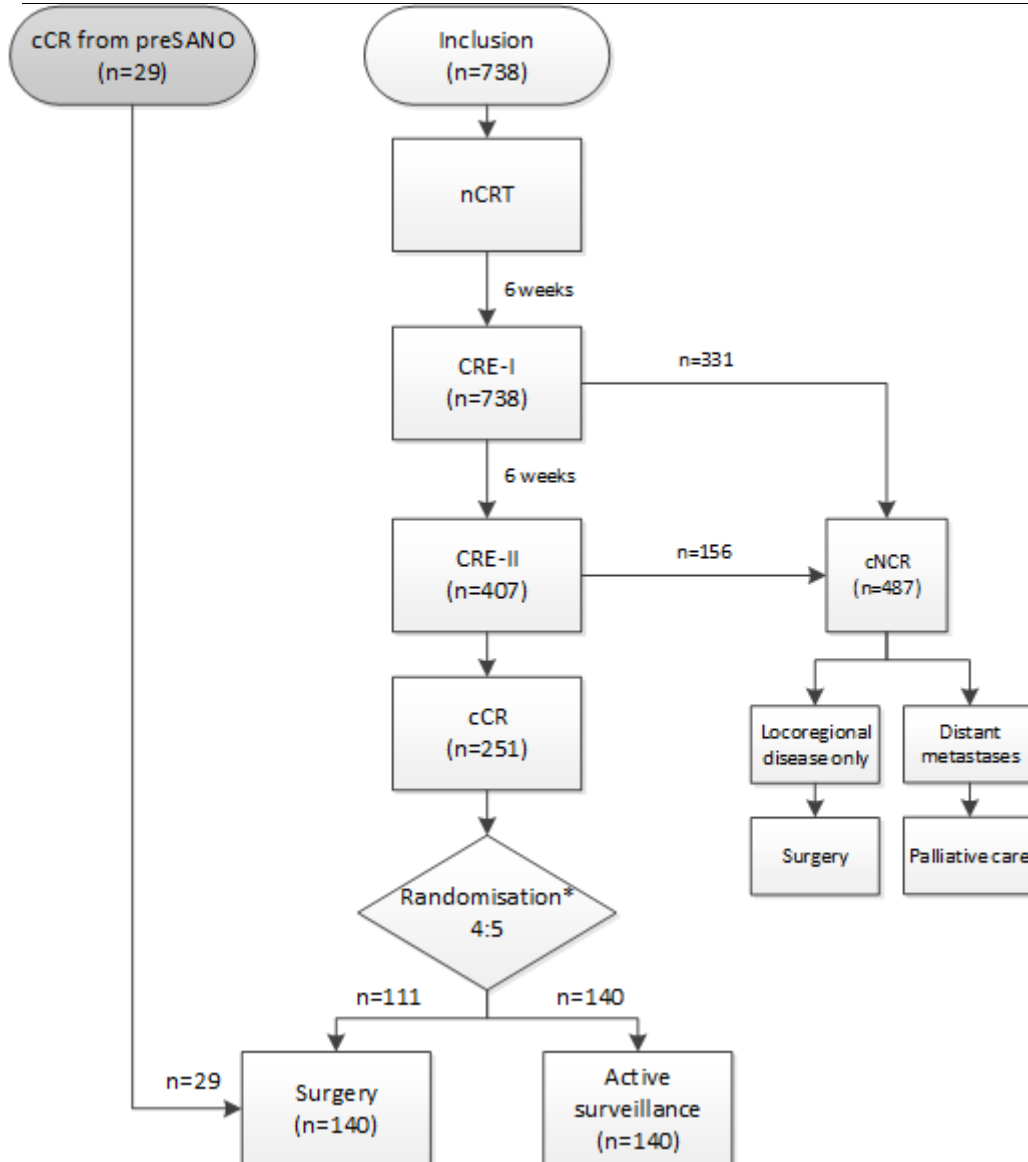 cCR from preSANO
(n=29)
Inclusion
(n=738)
nCRT
6 weeks
CRE-I
(n=738)
n=331
6 weeks
CRE-II
(n=407)
n=156
cNCR
(n=487)
cCR
(n=251)
Locoregional
disease only
Distant
metastases
Surgery
Palliative care
Randomisation*
4:5
n=111
n=140
n=29
Surgery
(n=140)
Active
surveillance
(n=140)